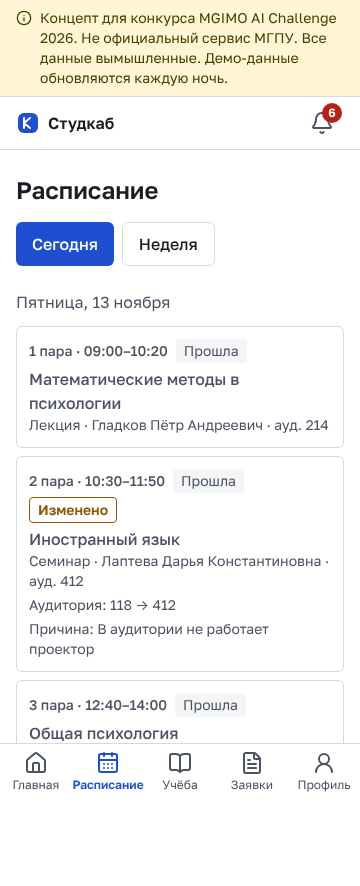 Концепт для конкурса MGIMO AI Challenge
2026. Не официальный сервис МГПУ. Все
данные вымышленные. Демо-данные
обновляются каждую ночь.
Студкаб
6
Расписание
Сегодня
Неделя
Пятница, 13 ноября
1 пара · 09:00–10:20 Прошла
Математические методы в
психологии
Лекция · Гладков Пётр Андреевич · ауд. 214
2 пара · 10:30–11:50 Прошла
Изменено
Иностранный язык
Семинар · Лаптева Дарья Константиновна ·
ауд. 412
Аудитория: 118 → 412
Причина: В аудитории не работает
проектор
3 пара · 12:40–14:00 Прошла
Общая психология
Главная
Расписание
Учёба
Заявки
Профиль